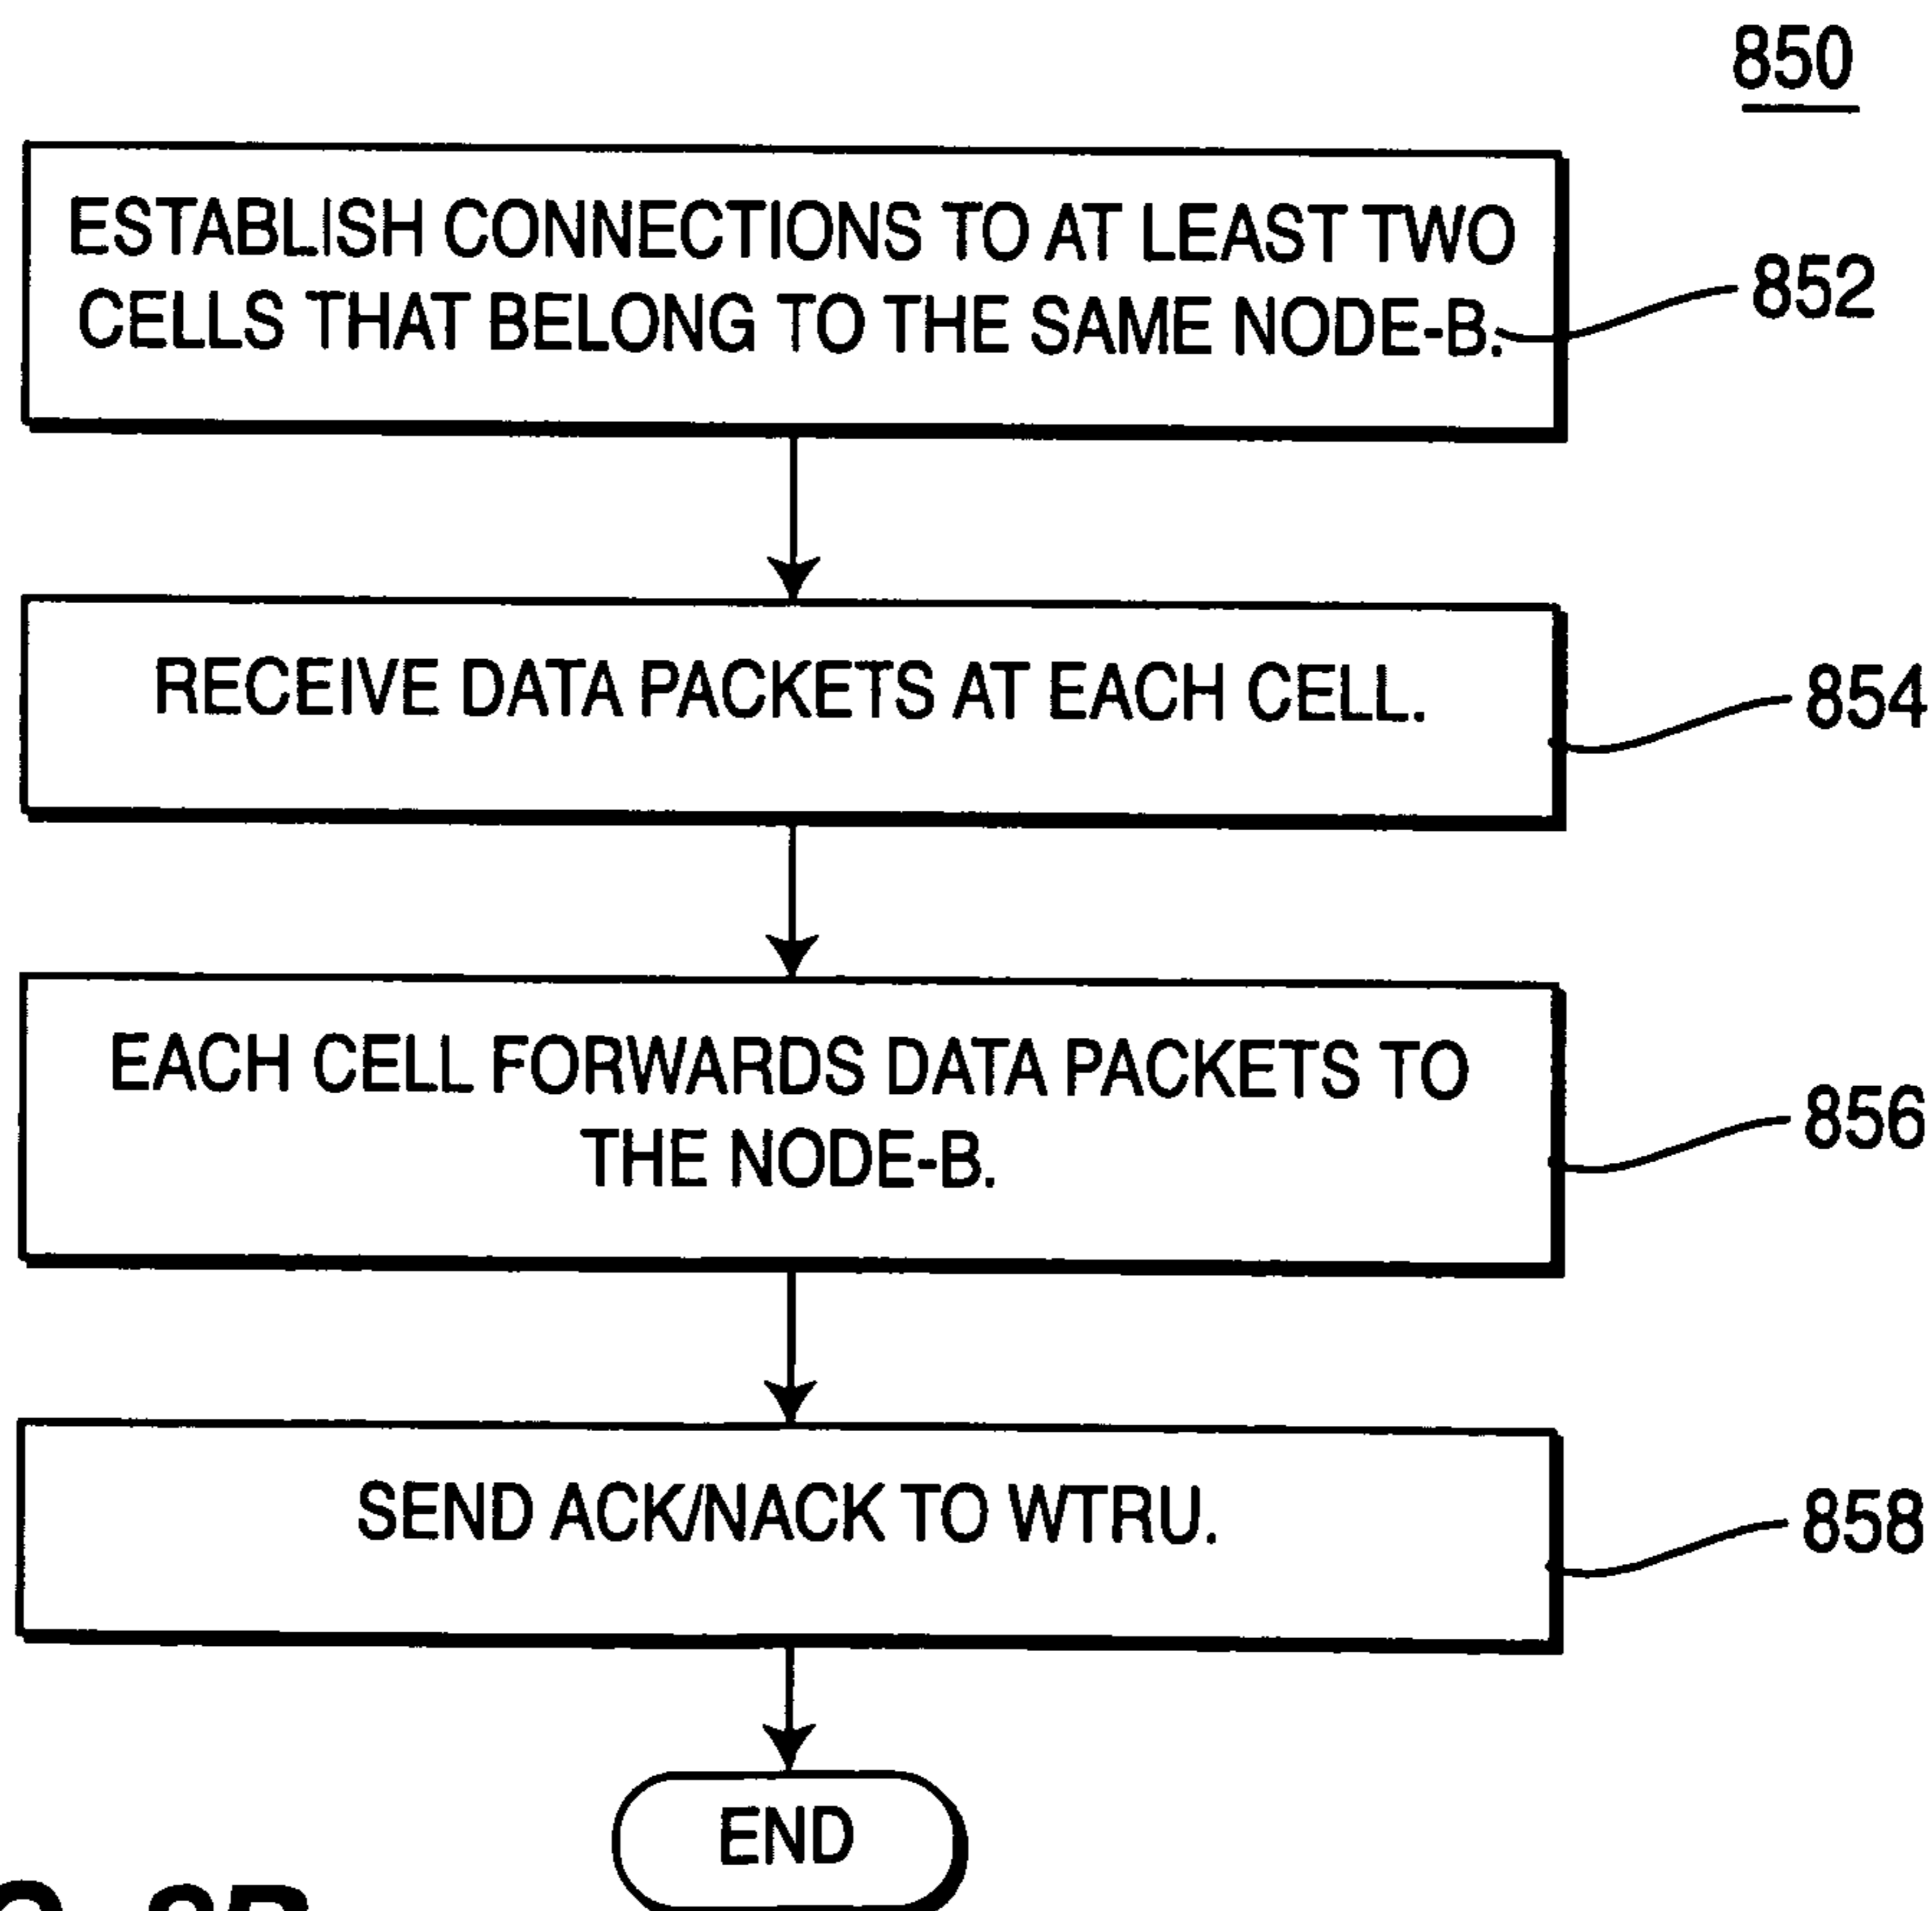 850
ESTABLISH CONNECTIONS TO AT LEAST TWO
CELLS THAT BELONG TO THE SAME NODE-B.
852
RECEIVE DATA PACKETS AT EACH CELL.
854
EACH CELL FORWARDS DATA PACKETS TO
THE NODE-B.
856
SEND ACK/NACK TO WTRU.
858
END